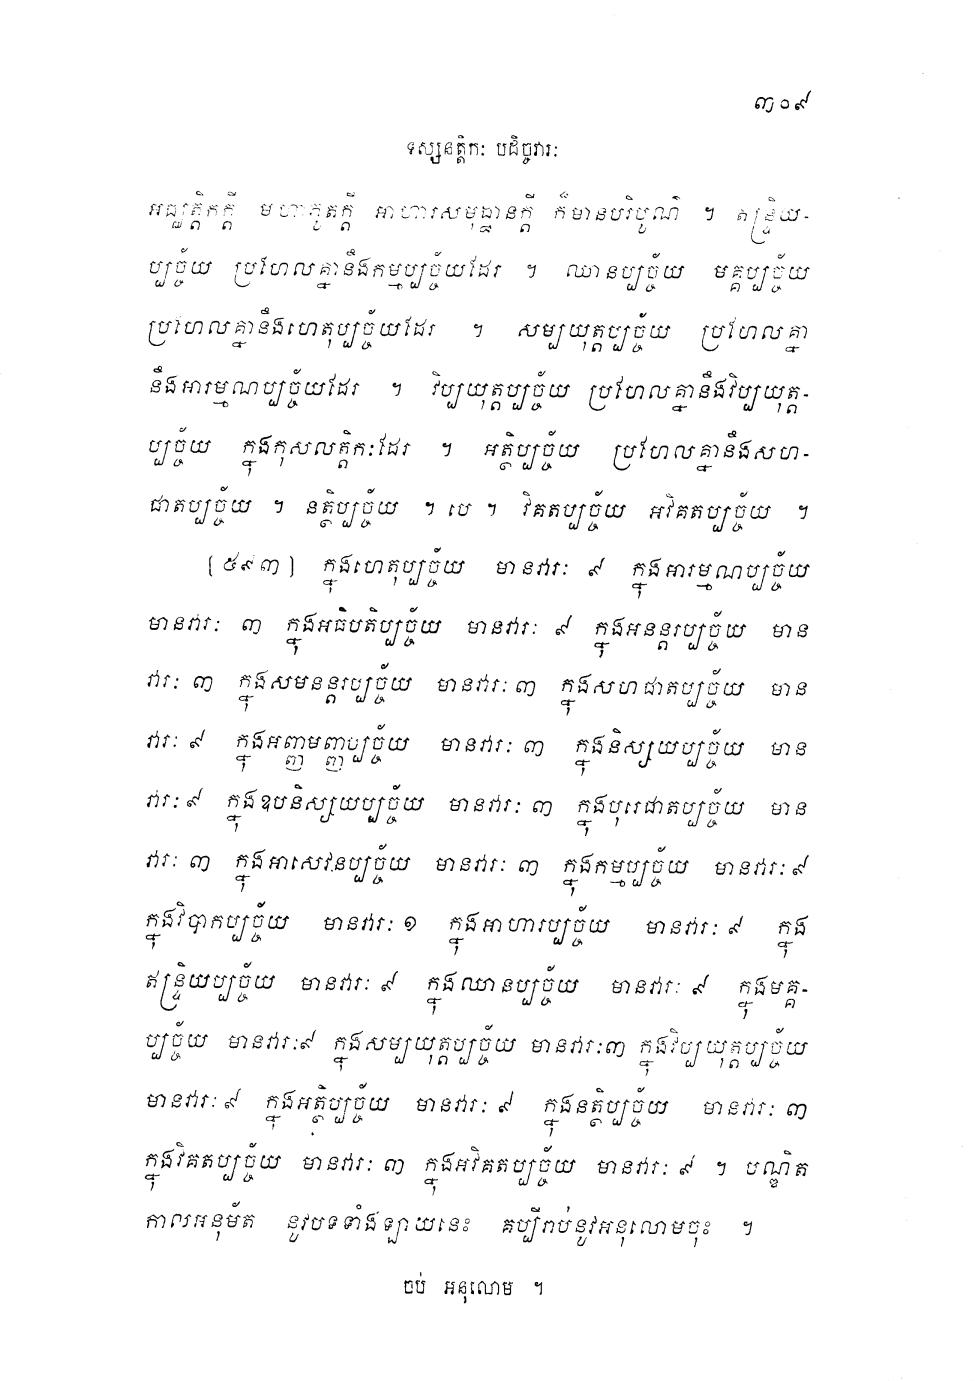 ៣០៩
ទស្សនត្តិកៈ បដិច្ចវារៈ
អជ្ឈត្តិកក្តី មហាភូតក្តី អាហារសមុដ្ឋានក្តី ក៏មានបរិបូណ៌ ។ ឥន្ទ្រិយ-
ប្បច្ច័យ ប្រហែលគ្នានឹងកម្មប្បច្ច័យដែរ ។ ឈានប្បច្ច័យ មគ្គប្បច្ច័យ
ប្រហែលគ្នានឹងហេតុប្បច្ច័យដែរ ។ សម្បយុត្តប្បច្ច័យ ប្រហែលគ្នា
នឹងអារម្មណប្បច្ច័យដែរ ។ វិប្បយុត្តប្បច្ច័យ ប្រហែលគ្នានឹងវិប្បយុត្ត-
ប្បច្ច័យ ក្នុងកុសលត្តិកៈដែរ ។ អត្ថិប្បច្ច័យ ប្រហែលគ្នានឹងសហ-
ជាតប្បច្ច័យ ។ នត្ថិប្បច្ច័យ ។ បេ ។ វិគតប្បច្ច័យ អវិគតប្បច្ច័យ ។
[៥៩៣] ក្នុងហេតុប្បច្ច័យ មានវារៈ ៩ ក្នុងអារម្មណប្បច្ច័យ
មានវារៈ ៣ ក្នុងអធិបតិប្បច្ច័យ មានវារៈ ៩ ក្នុងអនន្តរប្បច្ច័យ មាន
វារៈ ៣ ក្នុងសមនន្តរប្បច្ច័យ មានវារៈ ៣ ក្នុងសហជាតប្បច្ច័យ មាន
វារៈ ៩ ក្នុងអញ្ញមញ្ញប្បច្ច័យ មានវារៈ ៣ ក្នុងនិស្សយប្បច្ច័យ មាន
វារៈ ៩ ក្នុងឧបនិស្សយប្បច្ច័យ មានវារៈ ៣ ក្នុងបុរេជាតប្បច្ច័យ មាន
វារៈ ៣ ក្នុងអាសេវនប្បច្ច័យ មានវារៈ ៣ ក្នុងកម្មប្បច្ច័យ មានវារៈ ៩
ក្នុងវិបាកប្បច្ច័យ មានវារៈ ១ ក្នុងអាហារប្បច្ច័យ មានវារៈ ៩ ក្នុង
ឥន្ទ្រិយប្បច្ច័យ មានវារៈ ៩ ក្នុងឈានប្បច្ច័យ មានវារៈ ៩ ក្នុងមគ្គ-
ប្បច្ច័យ មានវារៈ ៩ ក្នុងសម្បយុត្តប្បច្ច័យ មានវារៈ ៣ ក្នុងវិប្បយុត្តប្បច្ច័យ
មានវារៈ ៩ ក្នុងអត្ថិប្បច្ច័យ មានវារៈ ៩ ក្នុងនត្ថិប្បច្ច័យ មានវារៈ ៣
ក្នុងវិគតប្បច្ច័យ មានវារៈ ៣ ក្នុងអវិគតប្បច្ច័យ មានវារៈ ៩ ។ បណ្ឌិត
កាលអនុម័ត នូវបទទាំងឡាយនេះ គប្បីរាប់នូវអនុលោមចុះ ។
ចប់ អនុលោម ។